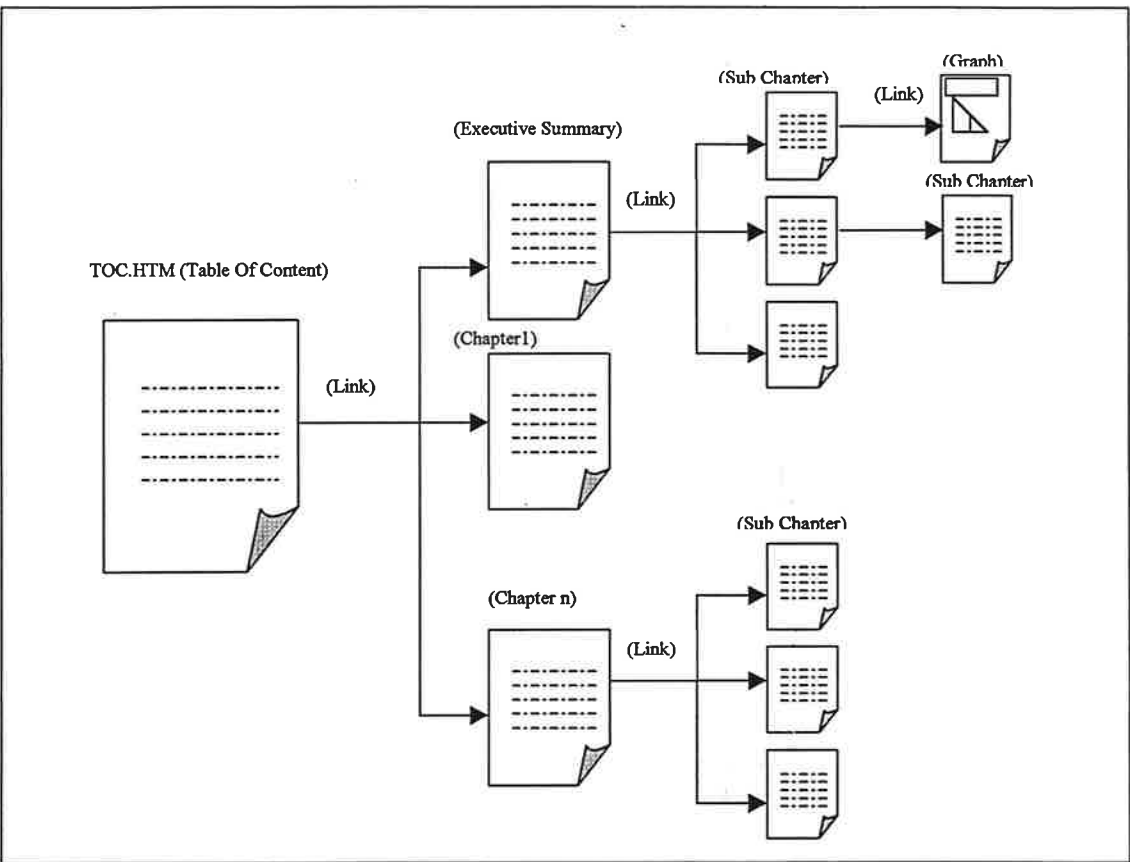 (Graph)
(Sub Chapter)
(Link)
(Executive Summary)
(Sub Chapter)
(Link)
TOC.HTM (Table Of Content)
(Chapter1)
(Link)
(Sub Chapter)
(Chapter n)
(Link)